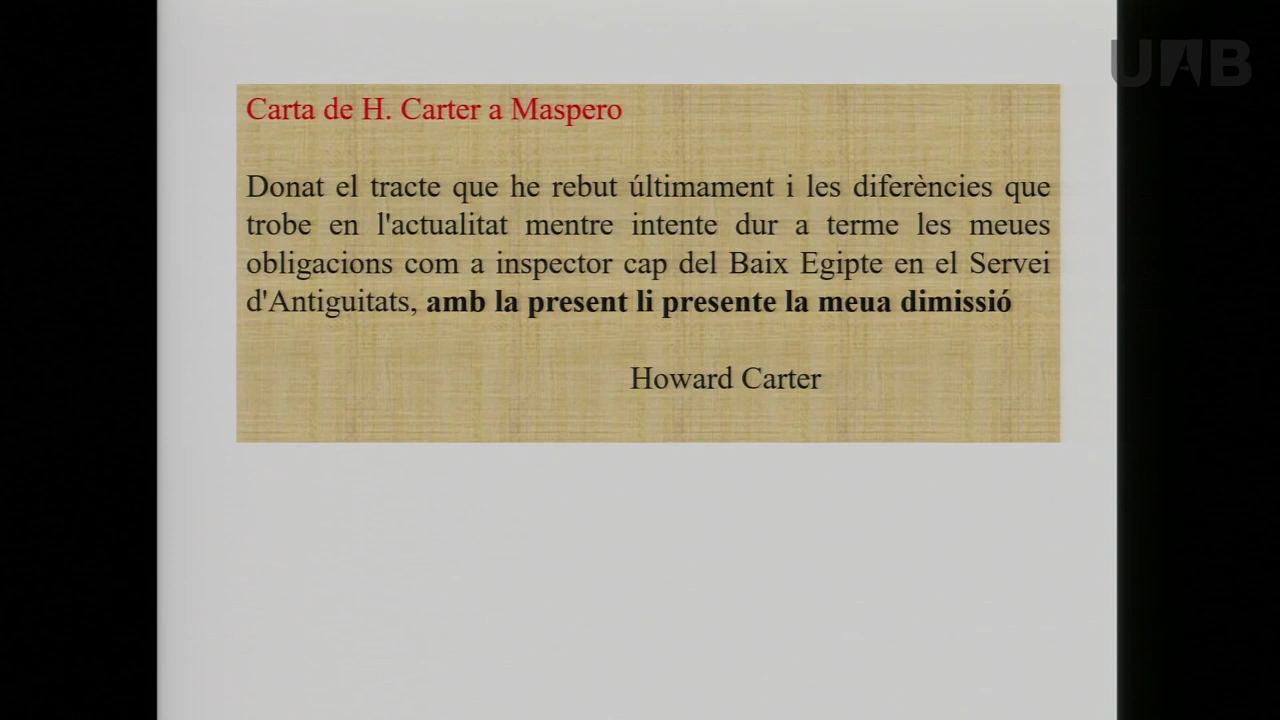 UAB
Carta de H. Carter a Maspero
Donat el tracte que he rebut últimament i les diferències que
trobe en l'actualitat mentre intente dur a terme les meues
obligacions com a inspector cap del Baix Egipte en el Servei
d'Antiguitats, amb la present li presente la meua dimissió
Howard Carter